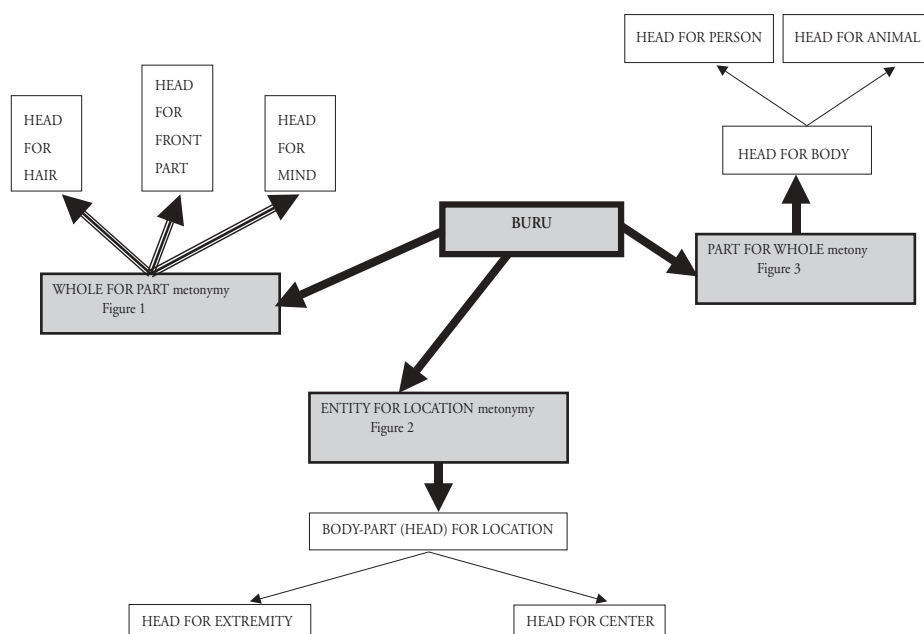 HEAD FOR PERSON
HEAD FOR ANIMAL
HEAD
FOR
HAIR
HEAD
FOR
FRONT
PART
HEAD
FOR
MIND
HEAD FOR BODY
BURU
WHOLE FOR PART metonymy
Figure 1
PART FOR WHOLE metony
Figure 3
ENTITY FOR LOCATION metonymy
Figure 2
BODY-PART (HEAD) FOR LOCATION
HEAD FOR EXTREMITY
HEAD FOR CENTER